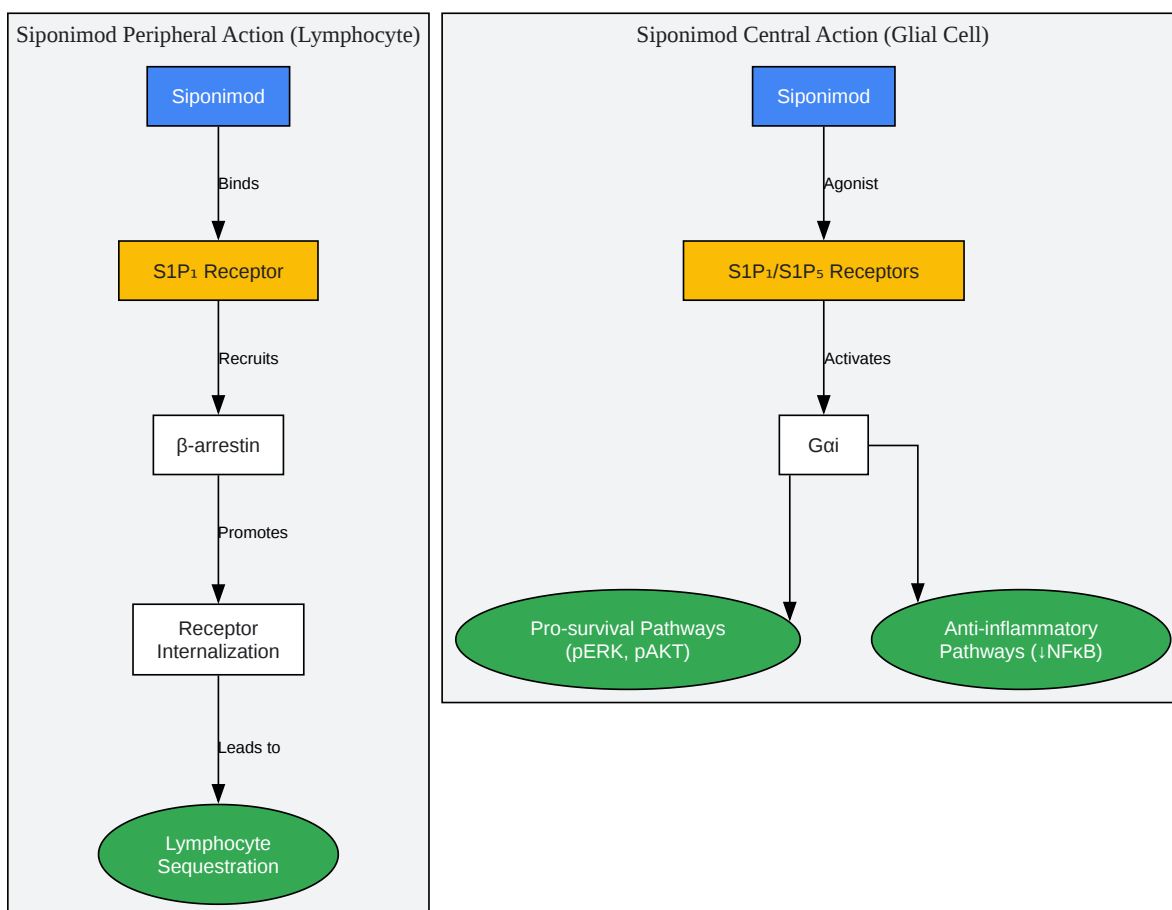 Siponimod Peripheral Action (Lymphocyte)
Siponimod
Binds
S1P₁ Receptor
Recruits
β-arrestin
Promotes
Receptor
Internalization
Leads to
Lymphocyte
Sequestration
Siponimod Central Action (Glial Cell)
Siponimod
Agonist
S1P₁/S1P₅ Receptors
Activates
Gαi
Pro-survival Pathways
(pERK, pAKT)
Anti-inflammatory
Pathways (↓NFκB)